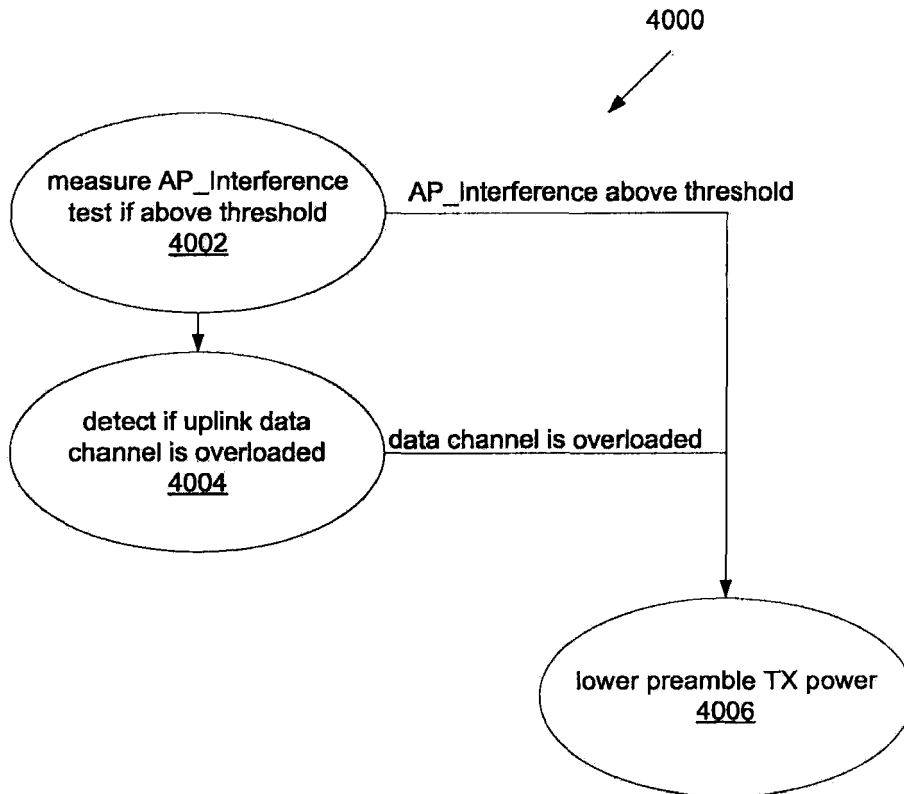 4000
measure AP_Interference
test if above threshold
4002
AP_Interference above threshold
detect if uplink data
channel is overloaded
4004
data channel is overloaded
lower preamble TX power
4006